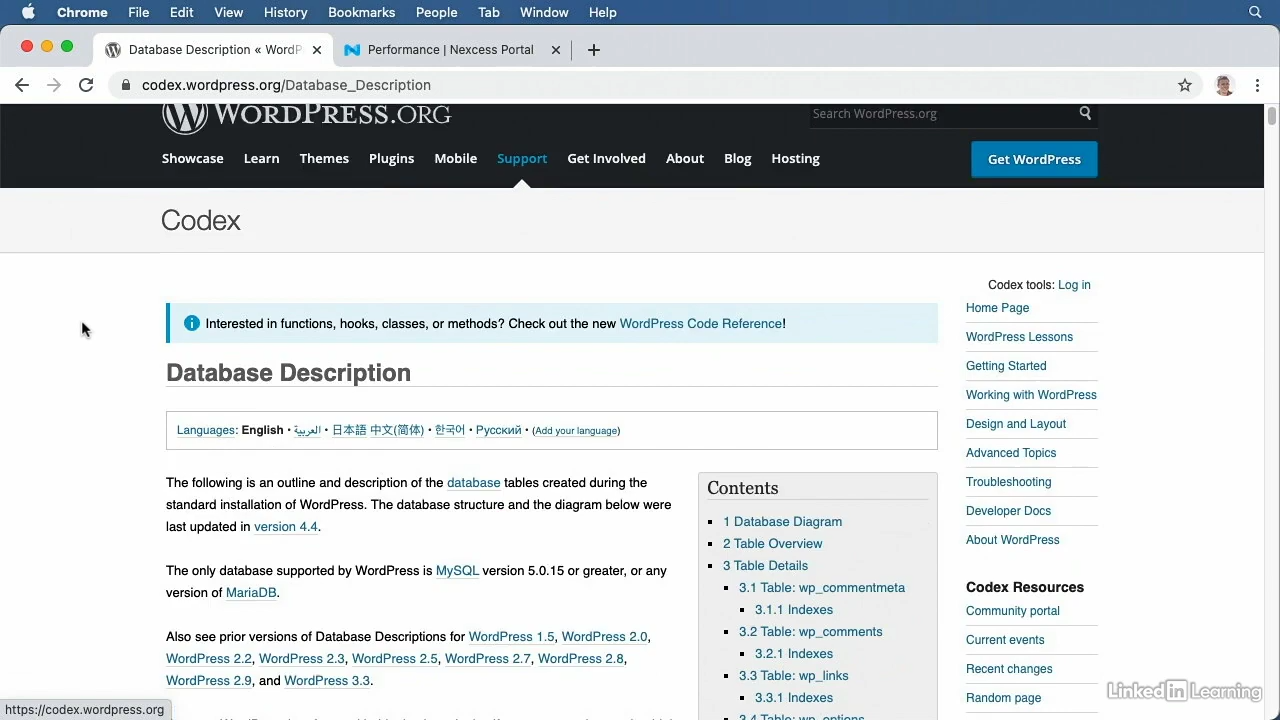 Chrome File Edit View History Bookmarks People Tab Window Help
Database Description « WordP
Performance | Nexcess Portal
codex.wordpress.org/Database_Description
WORDPRESS.ORG
Search WordPress.org
Showcase Learn Themes Plugins Mobile Support Get Involved About Blog Hosting
Get WordPress
Codex
Interested in functions, hooks, classes, or methods? Check out the new WordPress Code Reference!
Database Description
Languages: English • العربية • 日本語 中文(简体) • 한국어 • Русский • (Add your language)
The following is an outline and description of the database tables created during the
standard installation of WordPress. The database structure and the diagram below were
last updated in version 4.4.
The only database supported by WordPress is MySQL version 5.0.15 or greater, or any
version of MariaDB.
Also see prior versions of Database Descriptions for WordPress 1.5, WordPress 2.0,
WordPress 2.2, WordPress 2.3, WordPress 2.5, WordPress 2.7, WordPress 2.8,
WordPress 2.9, and WordPress 3.3.
Contents
1 Database Diagram
2 Table Overview
3 Table Details
3.1 Table: wp_commentmeta
3.1.1 Indexes
3.2 Table: wp_comments
3.2.1 Indexes
3.3 Table: wp_links
3.3.1 Indexes
3.4 Table: wp_options
Codex tools: Log in
Home Page
WordPress Lessons
Getting Started
Working with WordPress
Design and Layout
Advanced Topics
Troubleshooting
Developer Docs
About WordPress
Codex Resources
Community portal
Current events
Recent changes
Random page
https://codex.wordpress.org
LinkedIn Learning